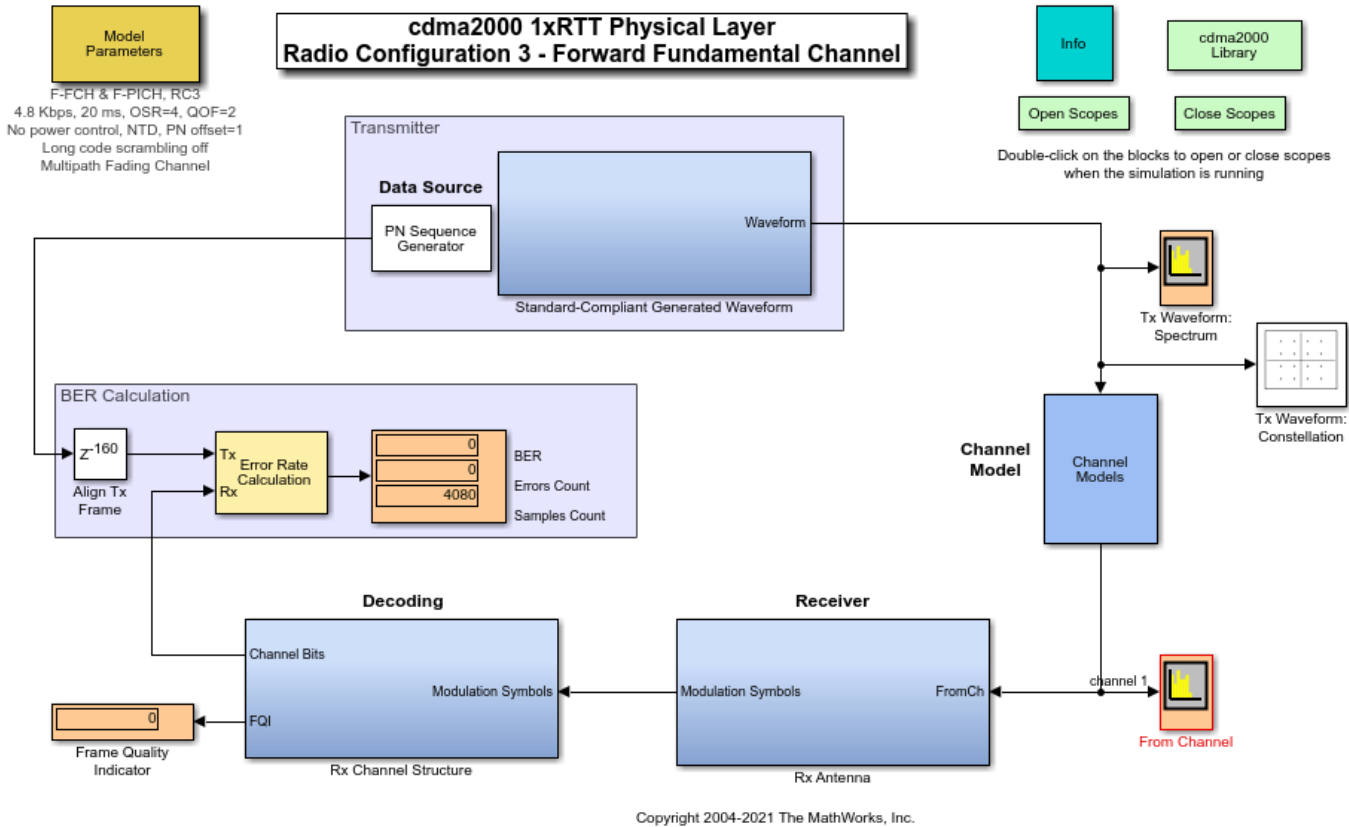 Model
Parameters
F-FCH & F-PICH, RC3
4.8 Kbps, 20 ms, OSR=4, QOF=2
No power control, NTD, PN offset=1
Long code scrambling off
Multipath Fading Channel
cdma2000 1xRTT Physical Layer
Radio Configuration 3 - Forward Fundamental Channel
Info
cdma2000
Library
Open Scopes
Close Scopes
Double-click on the blocks to open or close scopes
when the simulation is running
Transmitter
Data Source
PN Sequence
Generator
Waveform
Standard-Compliant Generated Waveform
Tx Waveform:
Spectrum
Tx Waveform:
Constellation
BER Calculation
Z-160
Align Tx
Frame
Tx
Rx
Error Rate
Calculation
0
0
4080
BER
Errors Count
Samples Count
Channel
Model
Channel
Models
Decoding
Channel Bits
Modulation Symbols
FQI
Rx Channel Structure
0
Frame Quality
Indicator
Receiver
Modulation Symbols
FromCh
Rx Antenna
channel 1
From Channel
Copyright 2004-2021 The MathWorks, Inc.